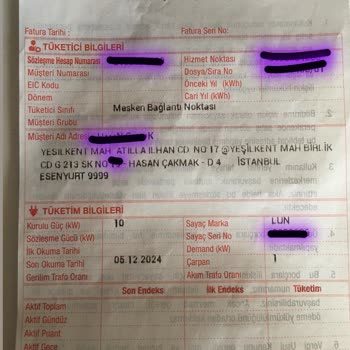 Fatura Tarihi : Fatura Seri No:
TÜKETİCİ BİLGİLERİ
Sözleşme Hesap Numarası Hizmet Noktası
Müşteri Numarası Dosya/Sıra No
EIC Kodu Önceki Yıl (kWh)
Dönem Cari Yıl (kWh)
Tüketici Sınıfı Mesken Bağlantı Noktası
Müşteri Grubu
Müşteri Adı Adresi K
YEŞİLKENT MAH ATİLLA İLHAN CD NO 17 @YEŞİLKENT MAH BİRLİK
CD G 213 SK NO HASAN ÇAKMAK - D 4 İSTANBUL
ESENYURT 9999
TÜKETİM BİLGİLERİ
Kurulu Güç (kW) 10 Sayaç Marka LUN
Sözleşme Gücü (kW) Sayaç Seri No
İlk Okuma Tarihi Demand (kW)
Son Okuma Tarihi 05.12.2024 Çarpan 1
Gerilim Trafo Oranı Akım Trafo Oranı
Son Endeks İlk Endeks Tüketim
Aktif Toplam
Aktif Gündüz
Aktif Puant
Aktif Gece